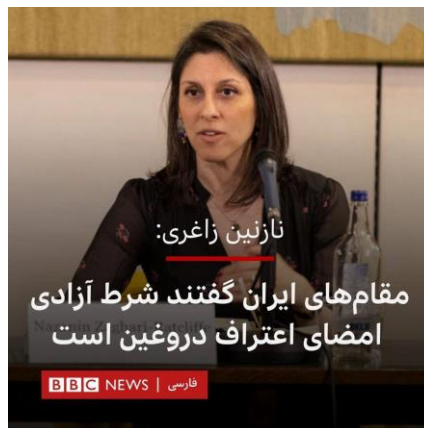 نازنین زاغری:
مقام‌های ایران گفتند شرط آزادی
امضای اعتراف دروغین است
BBC NEWS | فارسی